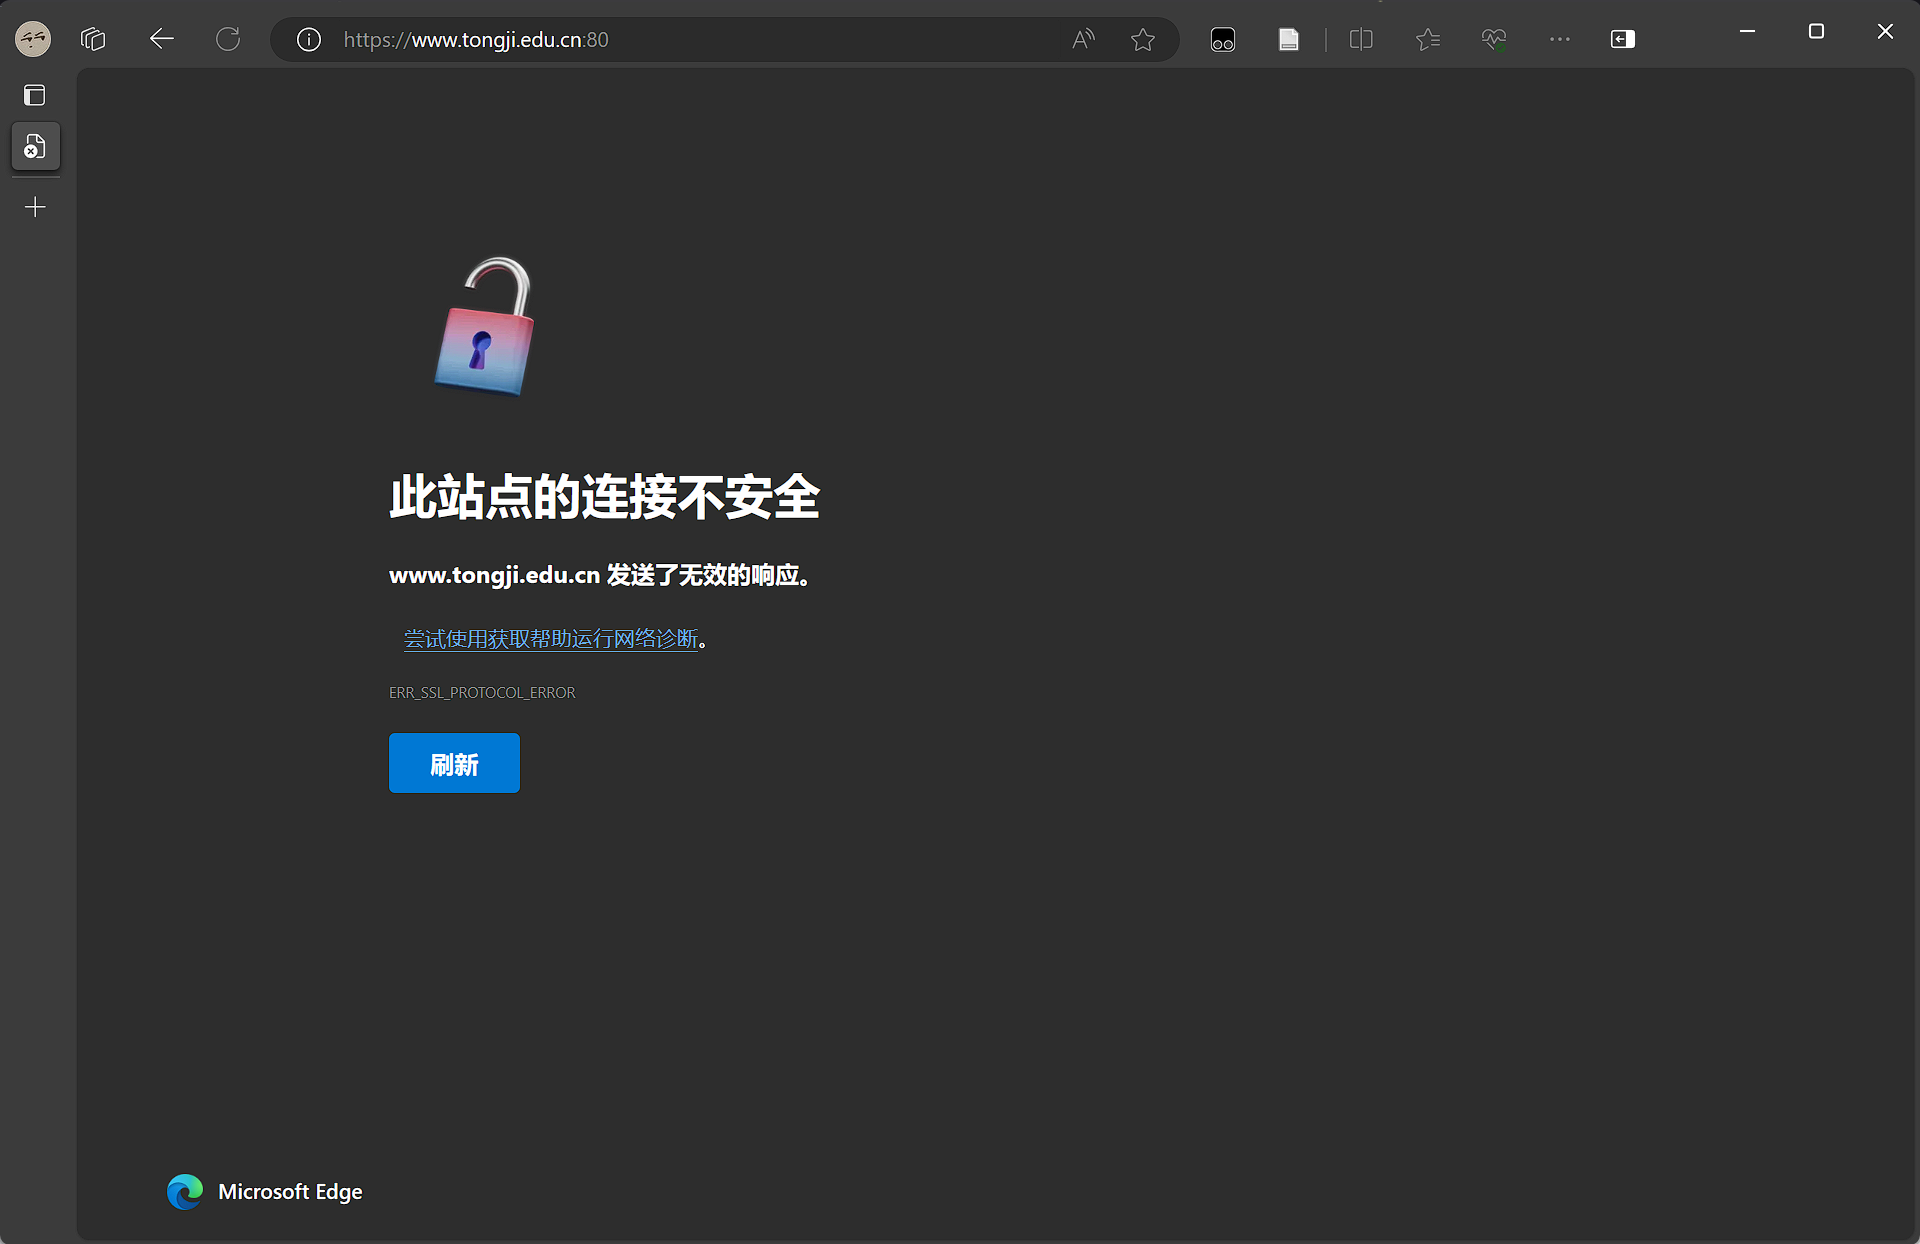 https://www.tongji.edu.cn:80
此站点的连接不安全
www.tongji.edu.cn 发送了无效的响应。
尝试使用获取帮助运行网络诊断。
ERR_SSL_PROTOCOL_ERROR
刷新
Microsoft Edge